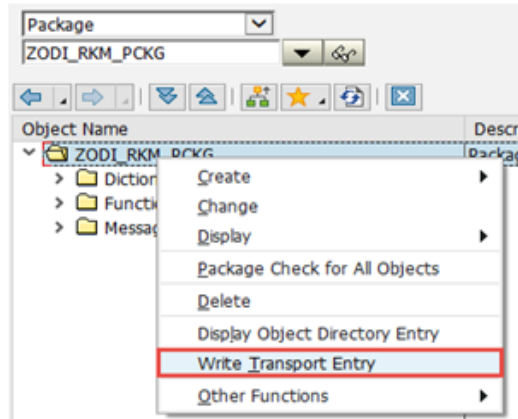 Package
ZODI_RKM_PCKG
Object Name Descr
ZODI_RKM_PCKG Packag
Diction
Functi
Messag
Create
Change
Display
Package Check for All Objects
Delete
Display Object Directory Entry
Write Transport Entry
Other Functions